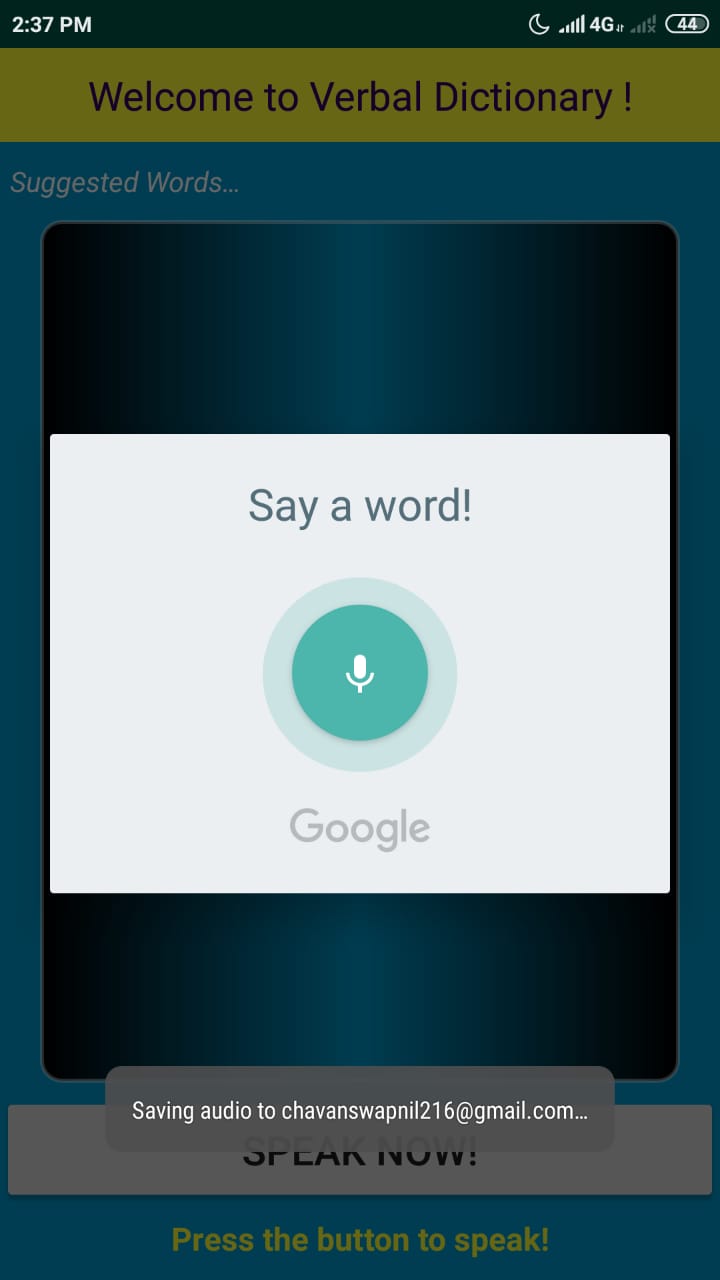 2:37 PM
4G
44
Welcome to Verbal Dictionary !
Suggested Words...
Say a word!
Google
Saving audio to chavanswapnil216@gmail.com...
SPEAK NOW!
Press the button to speak!